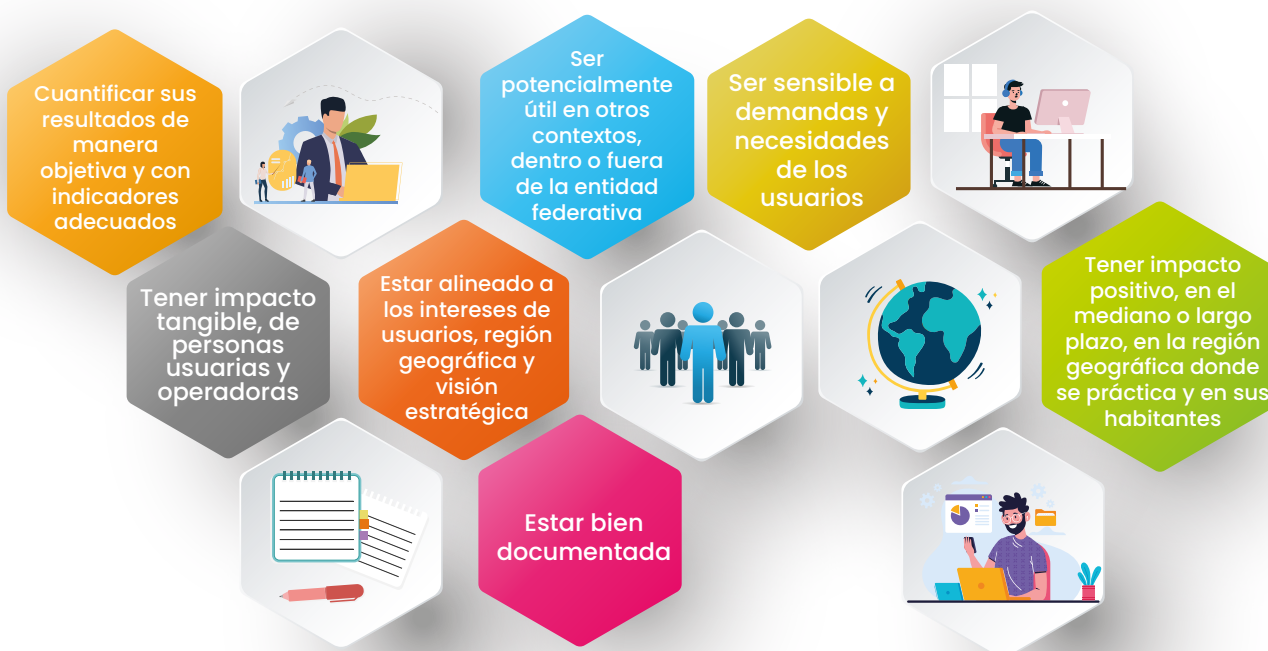 Cuantificar sus
resultados de
manera
objetiva y con
indicadores
adecuados
Ser
potencialmente
útil en otros
contextos,
dentro o fuera
de la entidad
federativa
Ser sensible a
demandas y
necesidades
de los
usuarios
Tener impacto
tangible, de
personas
usuarias y
operadoras
Estar alineado a
los intereses de
usuarios, región
geográfica y
visión
estratégica
Tener impacto
positivo, en el
mediano o largo
plazo, en la región
geográfica donde
se práctica y en sus
habitantes
Estar bien
documentada